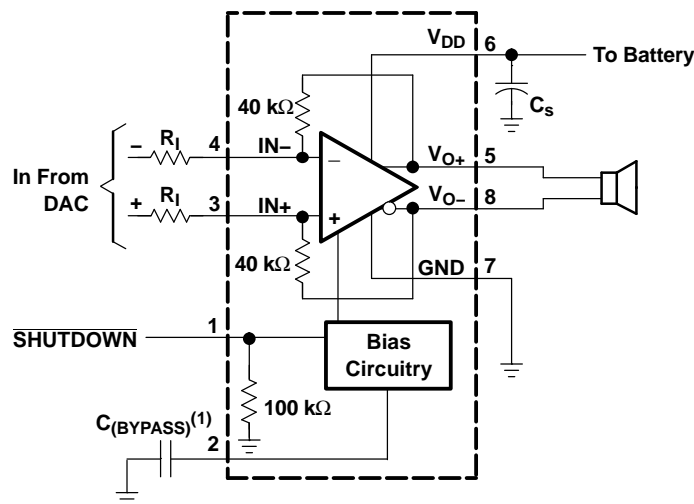 V_DD 6
To Battery
C_s
40 kΩ
R_I 4 IN−
−
In From
DAC
V_O+ 5
−
R_I 3 IN+
+
+
V_O− 8
40 kΩ
GND 7
1
SHUTDOWN
Bias
Circuitry
100 kΩ
C_(BYPASS)^(1)
2